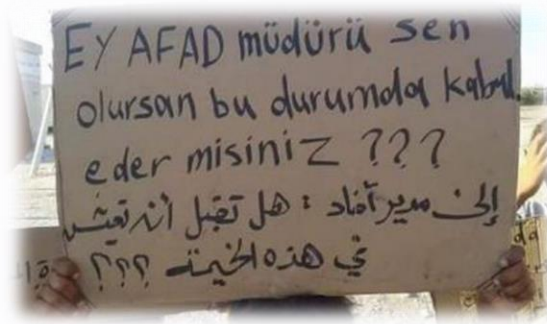 EY AFAD müdürü sen
olursan bu durumda kabul
eder misiniz ???
إلى مدير آفاد : هل تقبل أن تعيش
في هذه الخيمة ؟؟؟
da